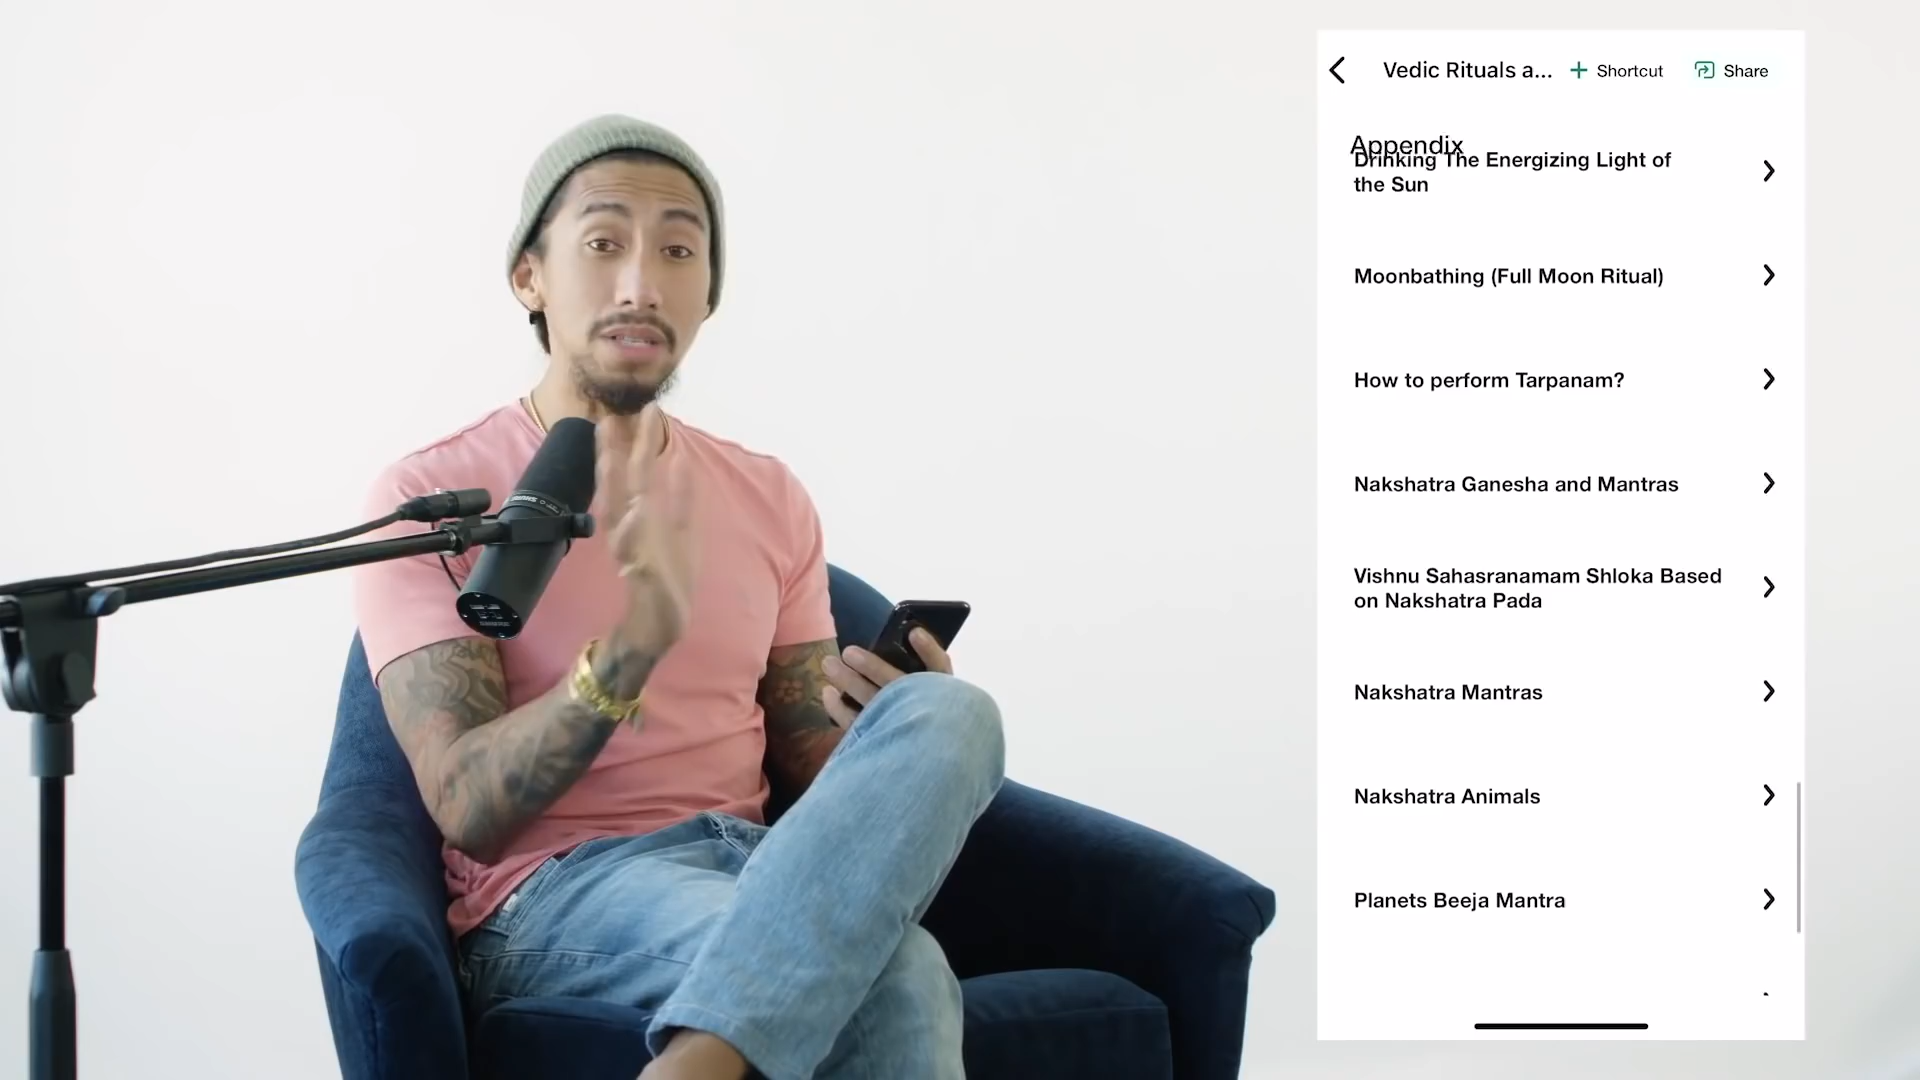 Vedic Rituals a...
Shortcut
Share
Appendix
Drinking The Energizing Light of
the Sun
Moonbathing (Full Moon Ritual)
How to perform Tarpanam?
Nakshatra Ganesha and Mantras
Vishnu Sahasranamam Shloka Based
on Nakshatra Pada
Nakshatra Mantras
Nakshatra Animals
Planets Beeja Mantra